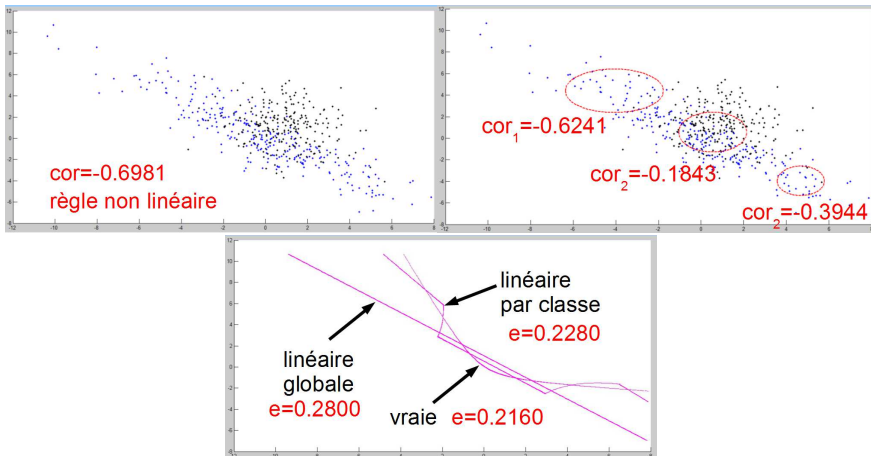 cor=-0.6981
règle non linéaire
cor1=-0.6241
cor2=-0.1843
cor2=-0.3944
linéaire
par classe
e=0.2280
linéaire
globale
e=0.2800
vraie
e=0.2160